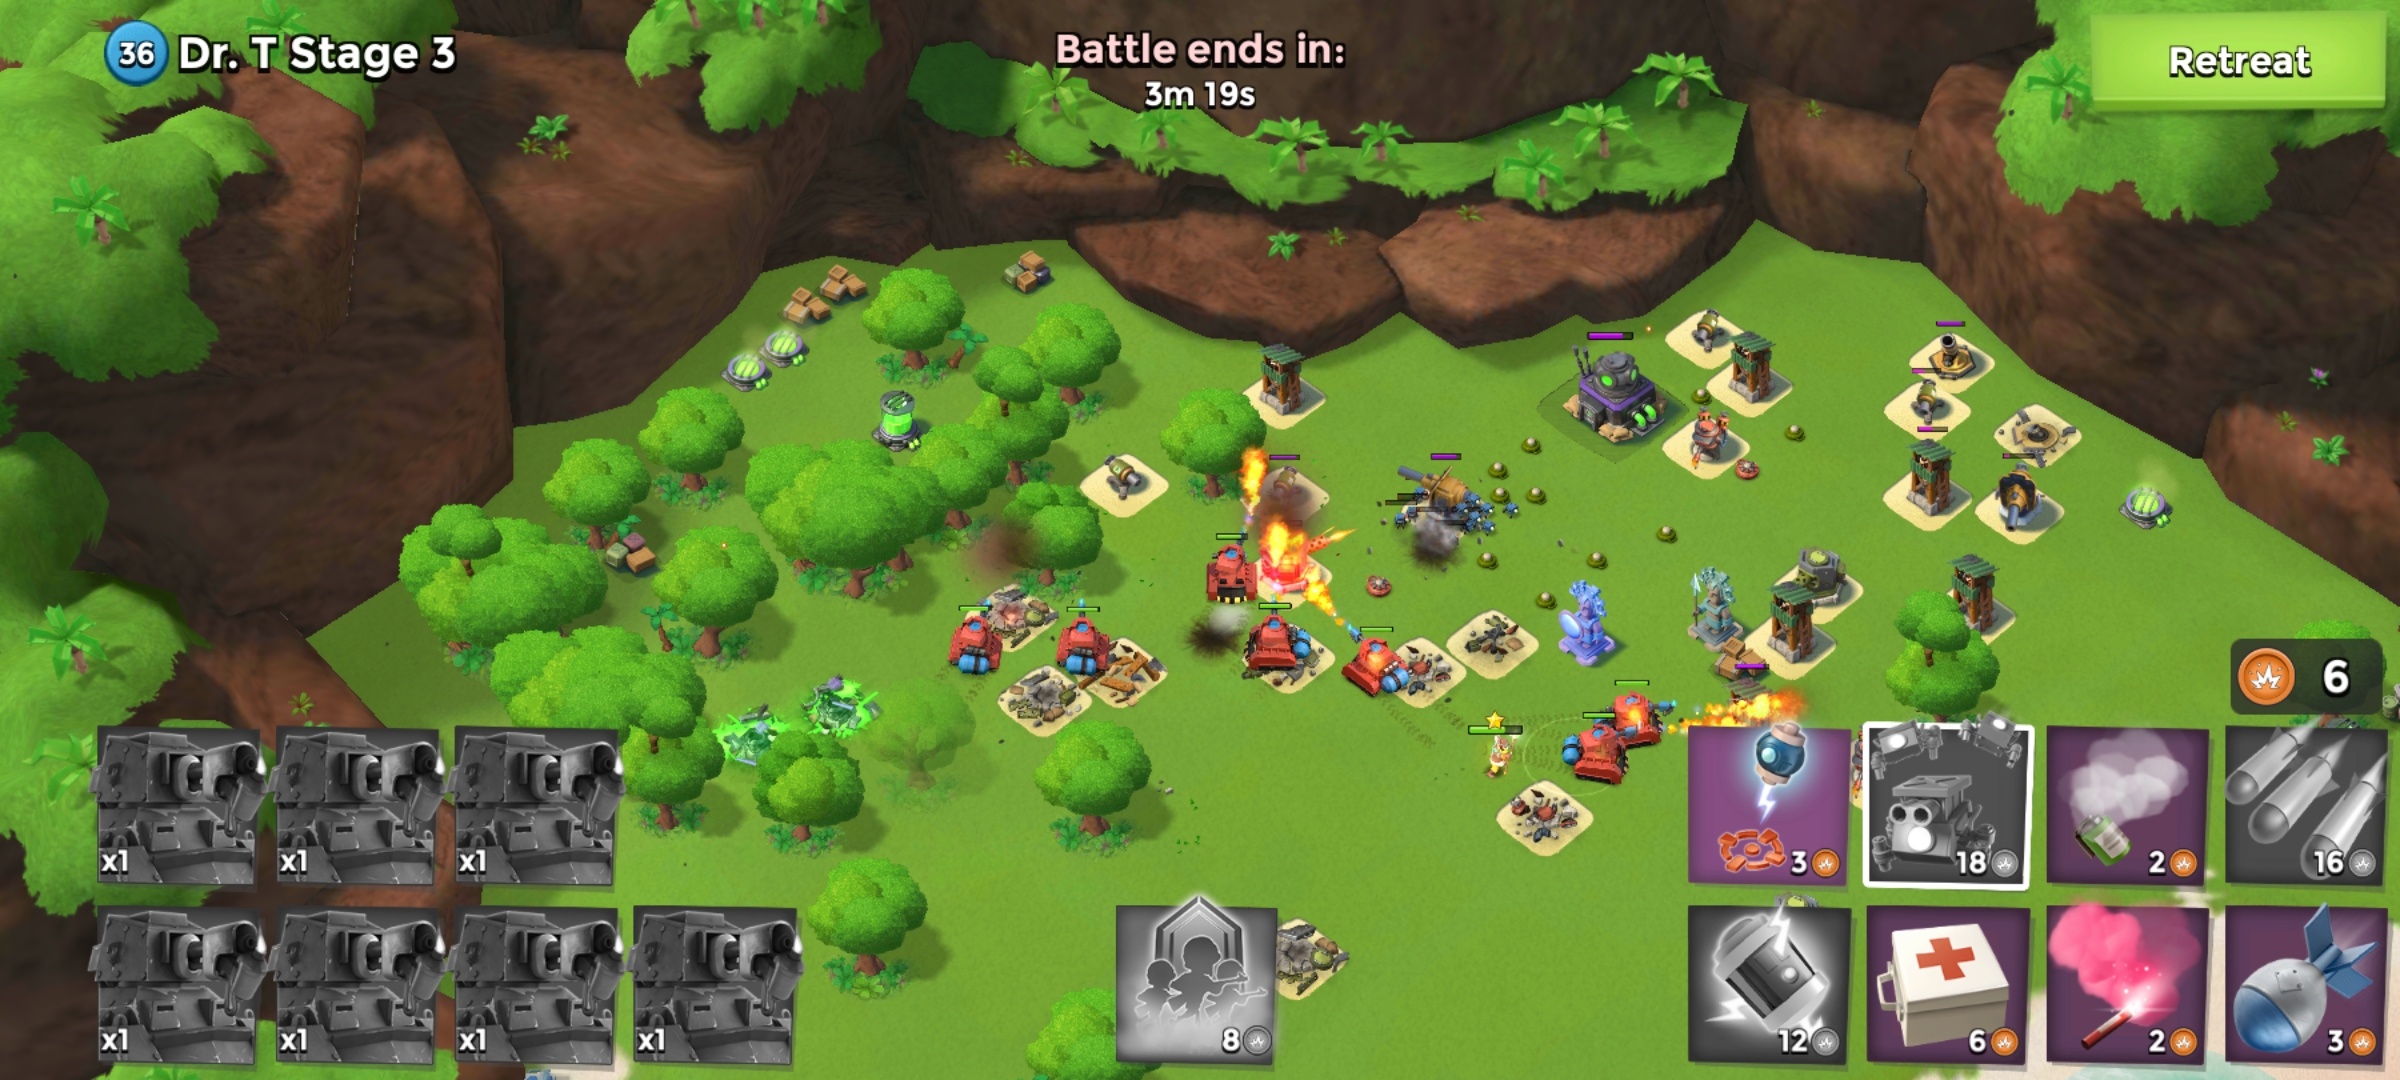 36 Dr. T Stage 3
Battle ends in:
3m 19s
Retreat
6
x1
x1
x1
3
18
2
16
x1
x1
x1
x1
8
12
6
2
3